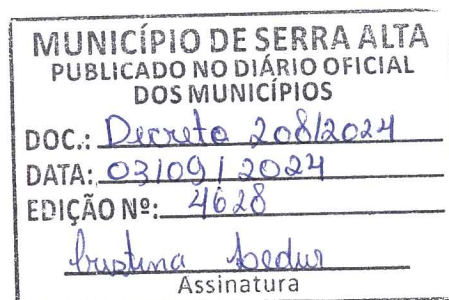 MUNICÍPIO DE SERRA ALTA
PUBLICADO NO DIÁRIO OFICIAL
DOS MUNICÍPIOS
DOC.: Decreto 208/2024
DATA: 03/09/2024
EDIÇÃO Nº: 4628
Assinatura